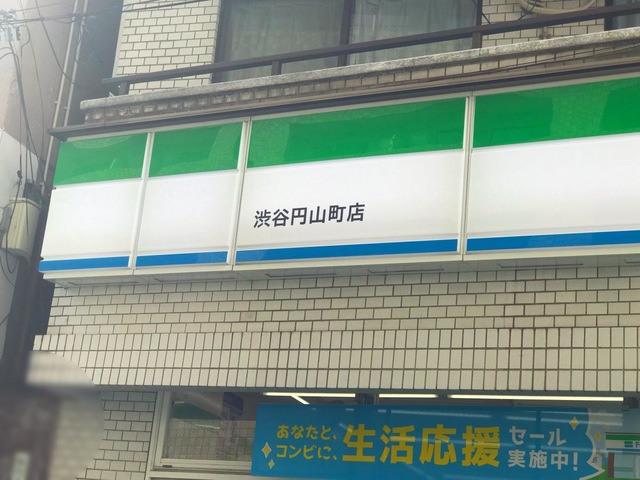 渋谷円山町店
あなたと、
コンビに、
生活応援
セール
実施中!